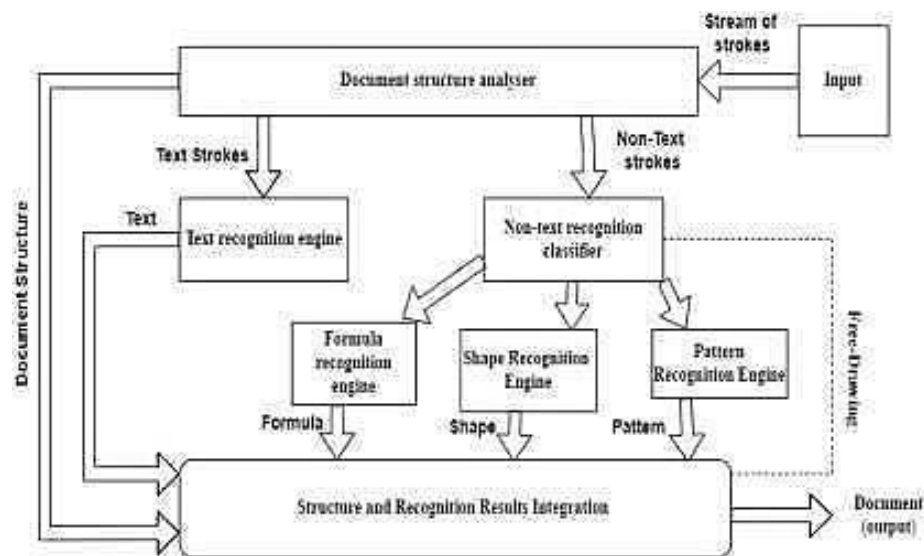 Stream of
strokes
Document structure analyser
Input
Text Strokes
Non-Text
strokes
Document Structure
Text
Text recognition engine
Non-text recognition
classifier
Free-Drawing
Formula
recognition
engine
Shape Recognition
Engine
Pattern
Recognition Engine
Formula
Shape
Pattern
Structure and Recognition Results Integration
Document
(output)